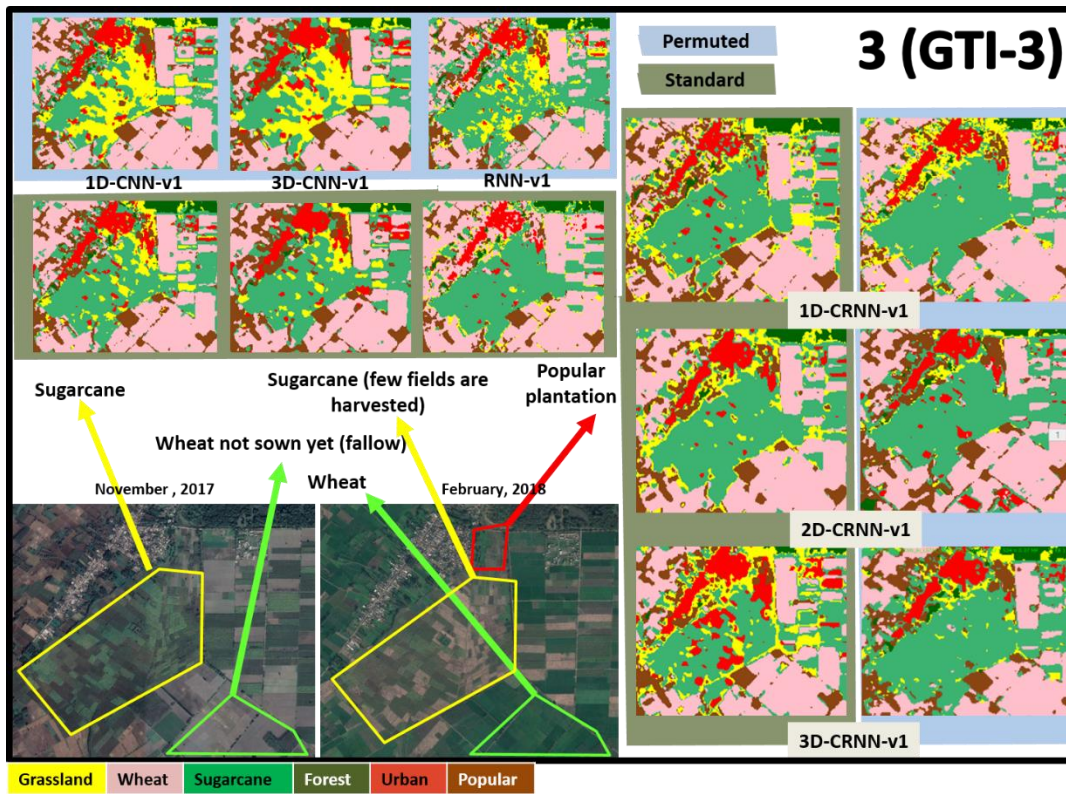 3 (GTI-3)
Permuted
Standard
1D-CNN-v1
3D-CNN-v1
RNN-v1
1D-CRNN-v1
2D-CRNN-v1
3D-CRNN-v1
1
Sugarcane
Sugarcane (few fields are
harvested)
Popular
plantation
Wheat not sown yet (fallow)
Wheat
November , 2017
February, 2018
Grassland
Wheat
Sugarcane
Forest
Urban
Popular